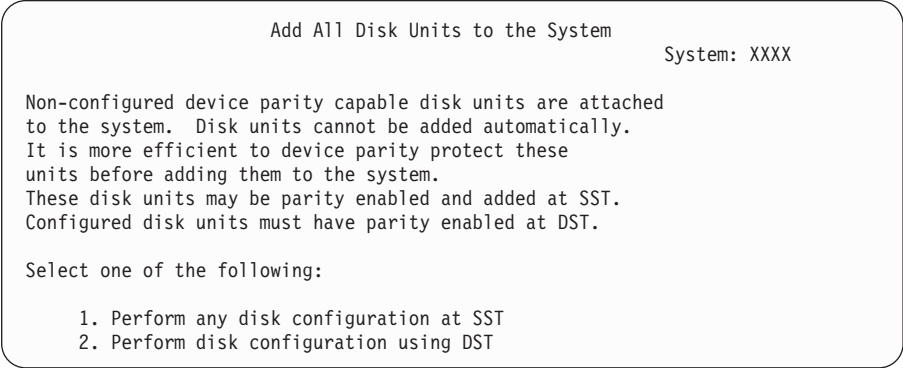 Add All Disk Units to the System
System: XXXX
Non-configured device parity capable disk units are attached
to the system. Disk units cannot be added automatically.
It is more efficient to device parity protect these
units before adding them to the system.
These disk units may be parity enabled and added at SST.
Configured disk units must have parity enabled at DST.
Select one of the following:
1. Perform any disk configuration at SST
2. Perform disk configuration using DST